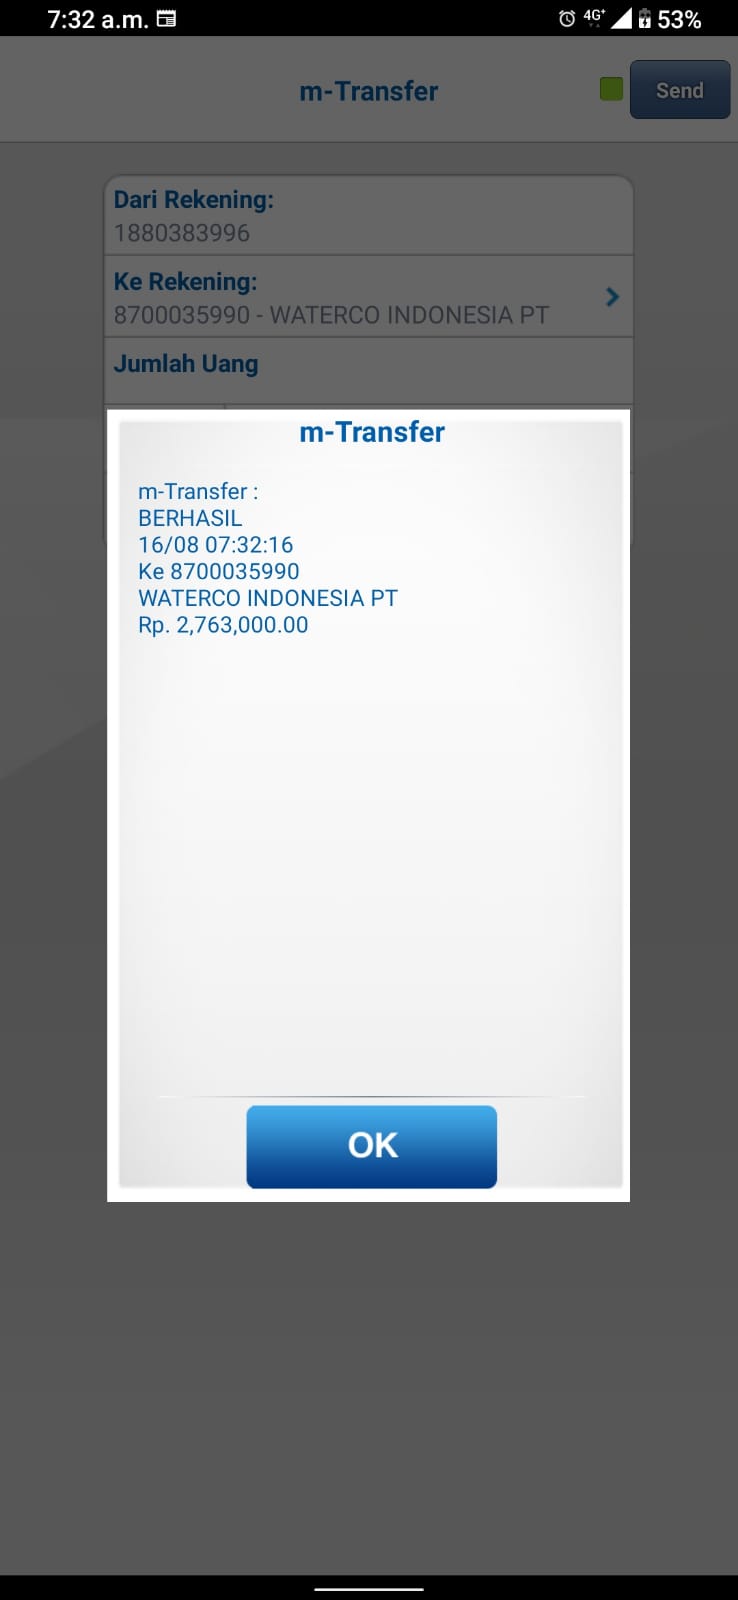 7:32 a.m.
4G+
53%
m-Transfer
Send
Dari Rekening:
1880383996
Ke Rekening:
8700035990 - WATERCO INDONESIA PT
Jumlah Uang
m-Transfer
m-Transfer :
BERHASIL
16/08 07:32:16
Ke 8700035990
WATERCO INDONESIA PT
Rp. 2,763,000.00
OK